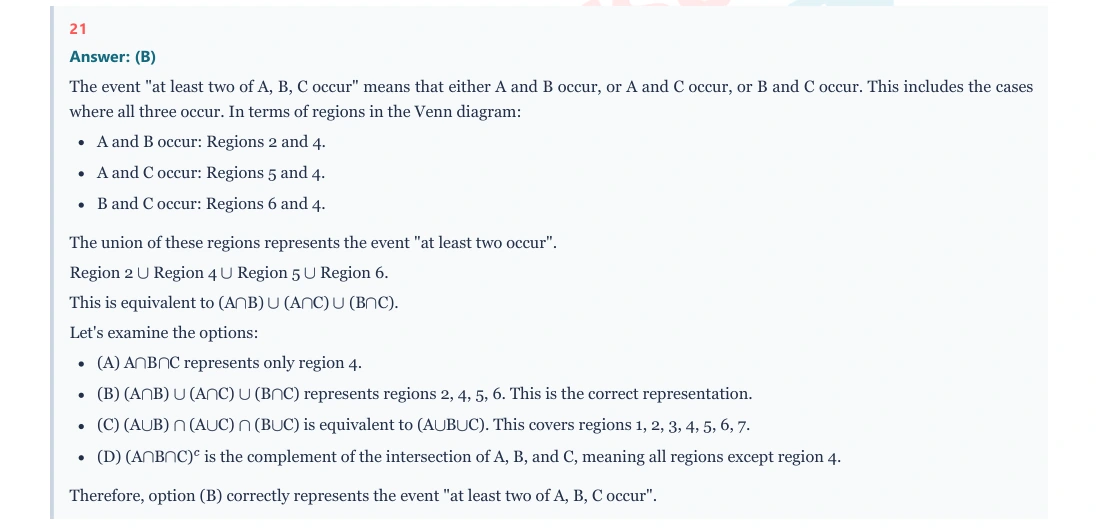 21
Answer: (B)
The event "at least two of A, B, C occur" means that either A and B occur, or A and C occur, or B and C occur. This includes the cases
where all three occur. In terms of regions in the Venn diagram:
• A and B occur: Regions 2 and 4.
• A and C occur: Regions 5 and 4.
• B and C occur: Regions 6 and 4.
The union of these regions represents the event "at least two occur".
Region 2 ∪ Region 4 ∪ Region 5 ∪ Region 6.
This is equivalent to (A∩B) ∪ (A∩C) ∪ (B∩C).
Let's examine the options:
• (A) A∩B∩C represents only region 4.
• (B) (A∩B) ∪ (A∩C) ∪ (B∩C) represents regions 2, 4, 5, 6. This is the correct representation.
• (C) (A∪B) ∩ (A∪C) ∩ (B∪C) is equivalent to (A∪B∪C). This covers regions 1, 2, 3, 4, 5, 6, 7.
• (D) (A∩B∩C)ᶜ is the complement of the intersection of A, B, and C, meaning all regions except region 4.
Therefore, option (B) correctly represents the event "at least two of A, B, C occur".